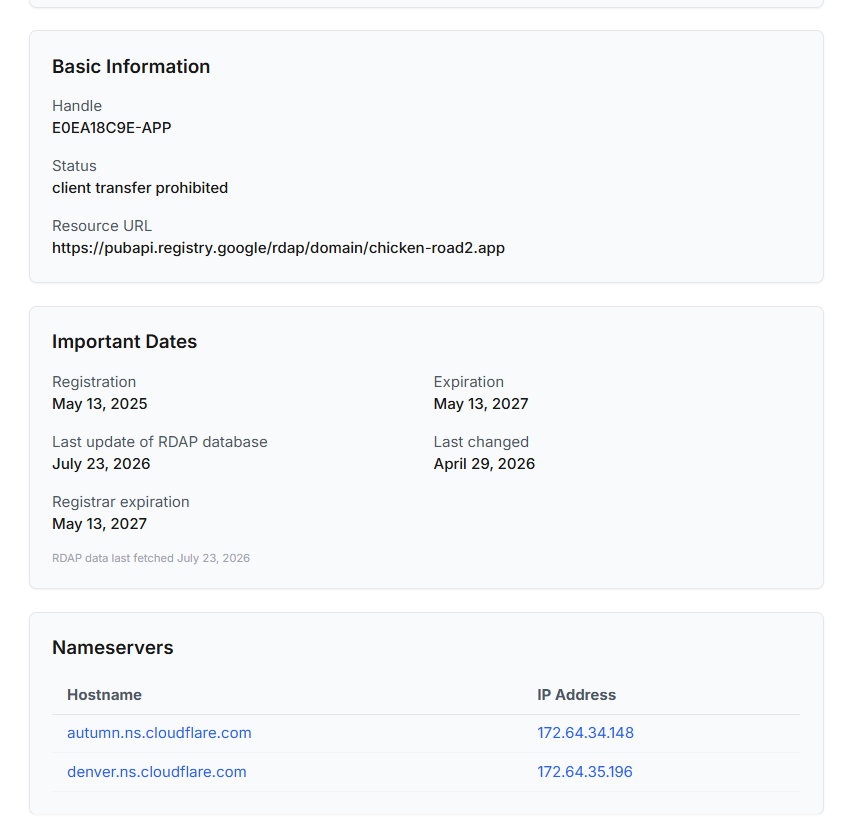 Basic Information
Handle
E0EA18C9E-APP
Status
client transfer prohibited
Resource URL
https://pubapi.registry.google/rdap/domain/chicken-road2.app
Important Dates
Registration
May 13, 2025
Expiration
May 13, 2027
Last update of RDAP database
July 23, 2026
Last changed
April 29, 2026
Registrar expiration
May 13, 2027
RDAP data last fetched July 23, 2026
Nameservers
Hostname IP Address
autumn.ns.cloudflare.com 172.64.34.148
denver.ns.cloudflare.com 172.64.35.196